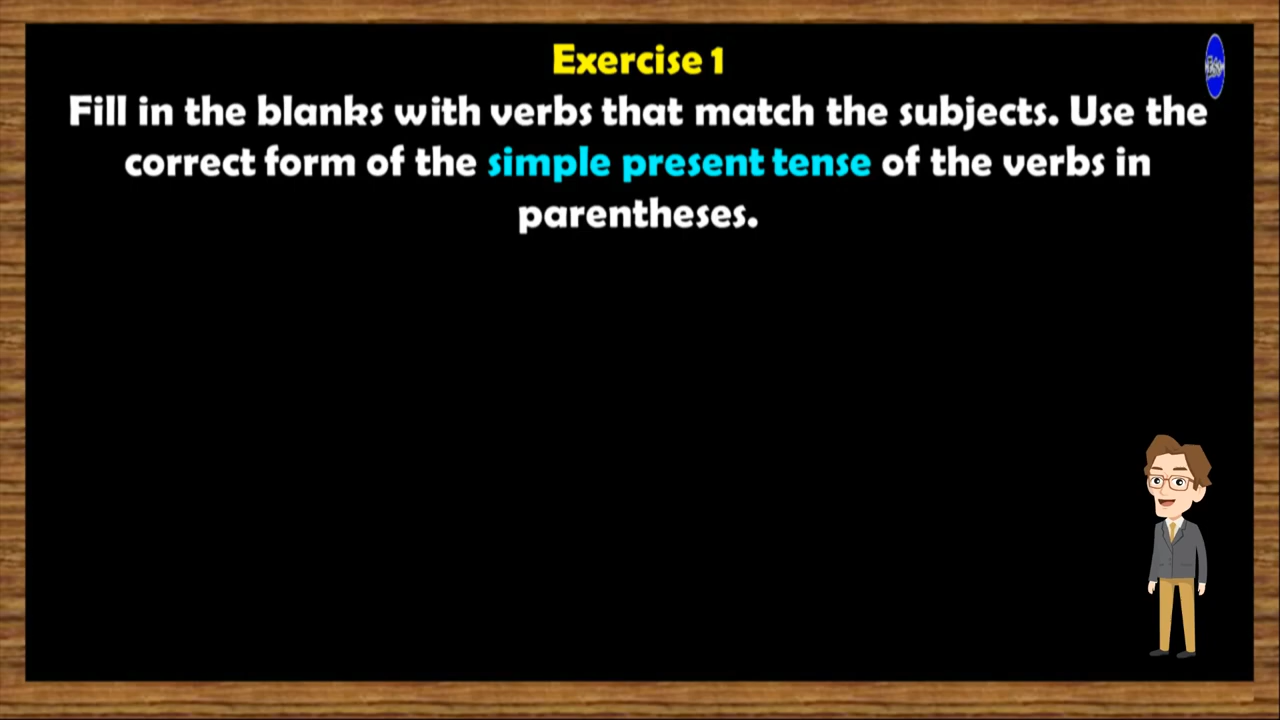 Exercise 1
Fill in the blanks with verbs that match the subjects. Use the
correct form of the simple present tense of the verbs in
parentheses.